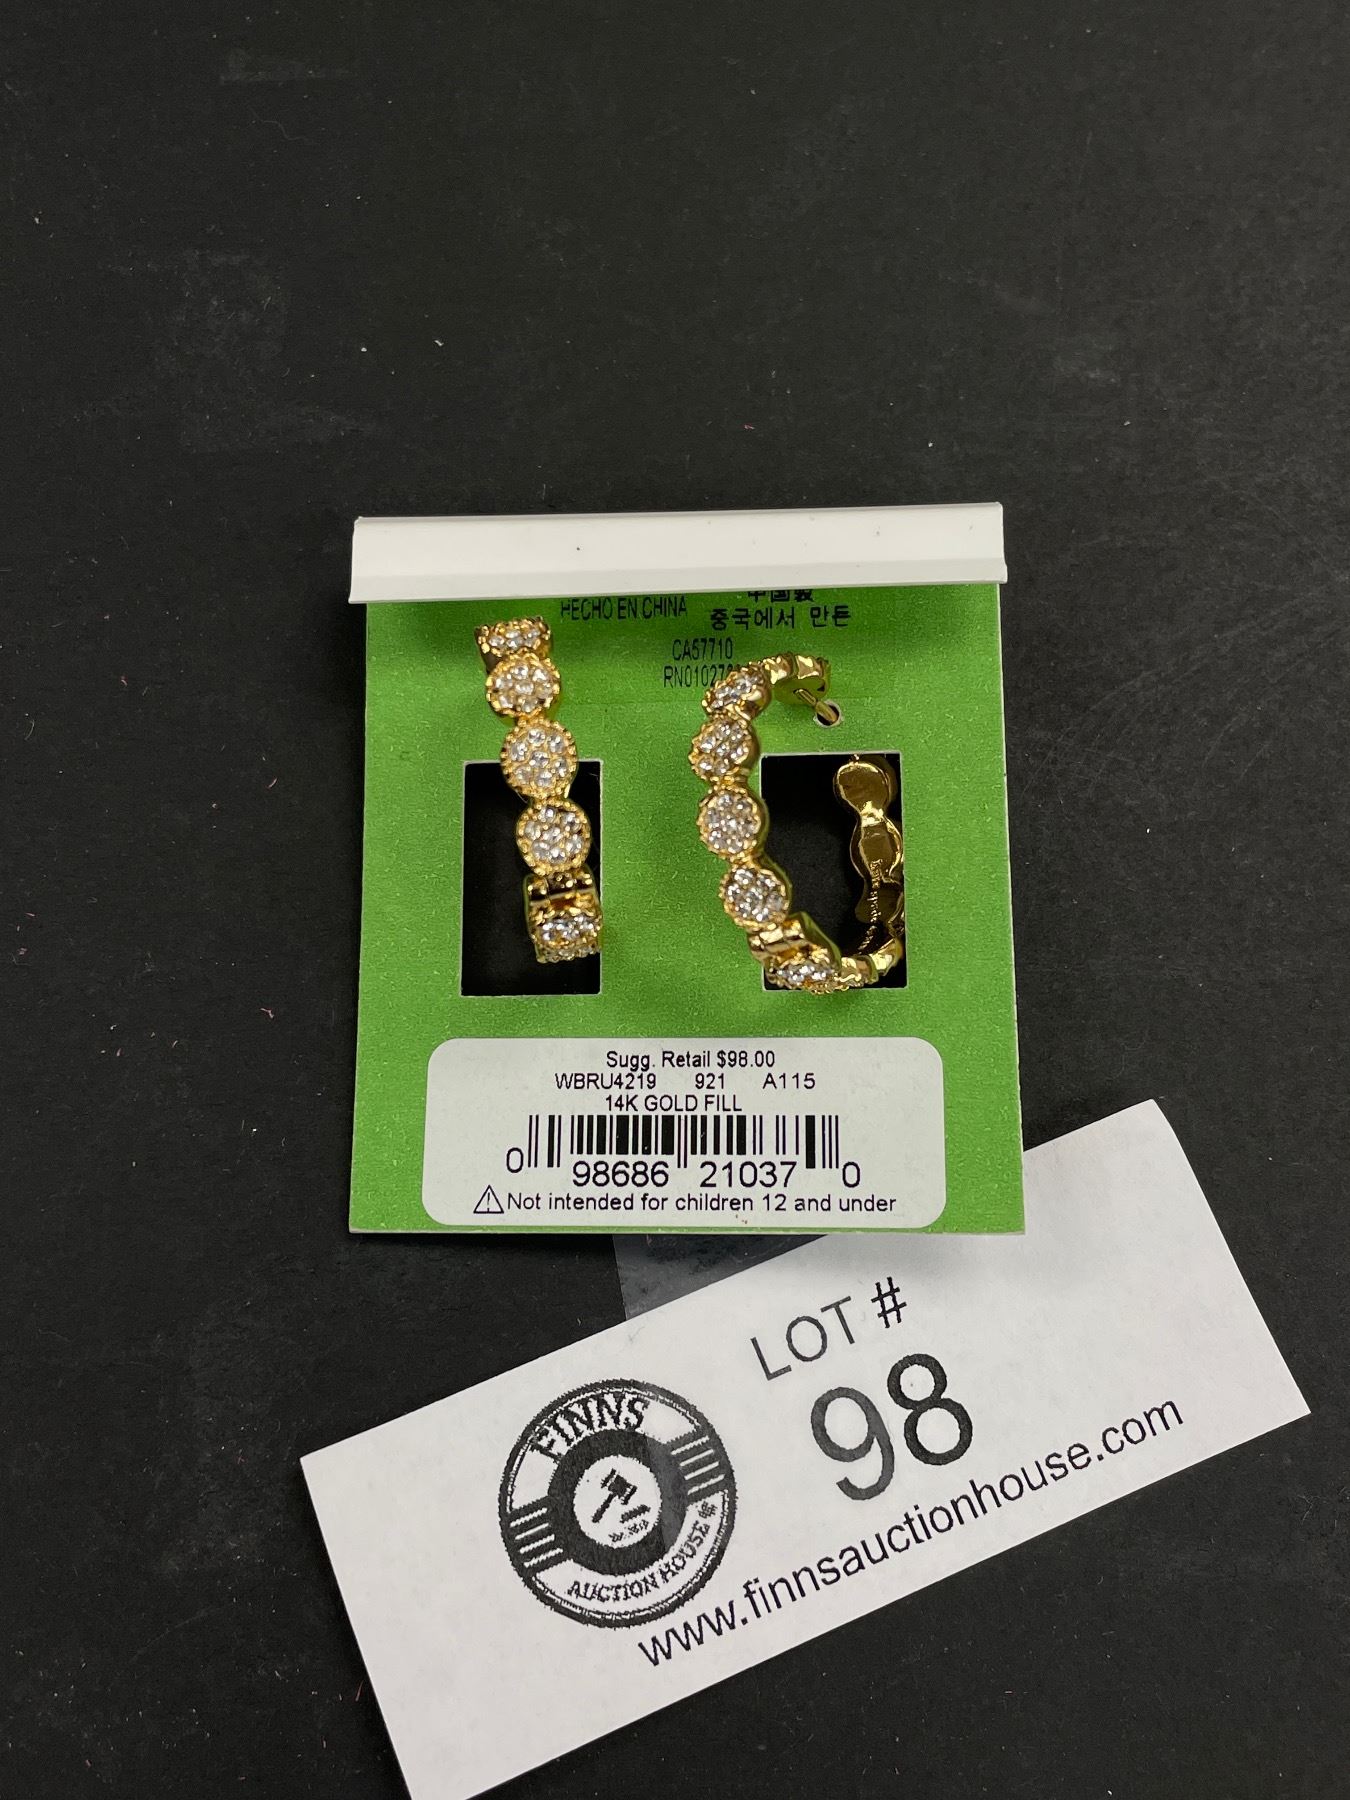 HECHO EN CHINA
중국에서 만든
CA57710
Sugg. Retail $98.00
WBRU4219 921 A115
14K GOLD FILL
0 98686 21037 0
⚠Not intended for children 12 and under
LOT #
98
www.finnsauctionhouse.com
FINNS
AUCTION HOUSE